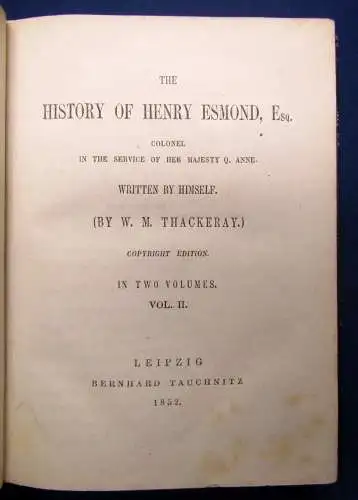 THE
HISTORY OF HENRY ESMOND, Esq.
COLONEL
IN THE SERVICE OF HER MAJESTY Q. ANNE.
WRITTEN BY HIMSELF.
(BY W. M. THACKERAY.)
COPYRIGHT EDITION.
IN TWO VOLUMES.
VOL. II.
LEIPZIG
BERNHARD TAUCHNITZ
1852.